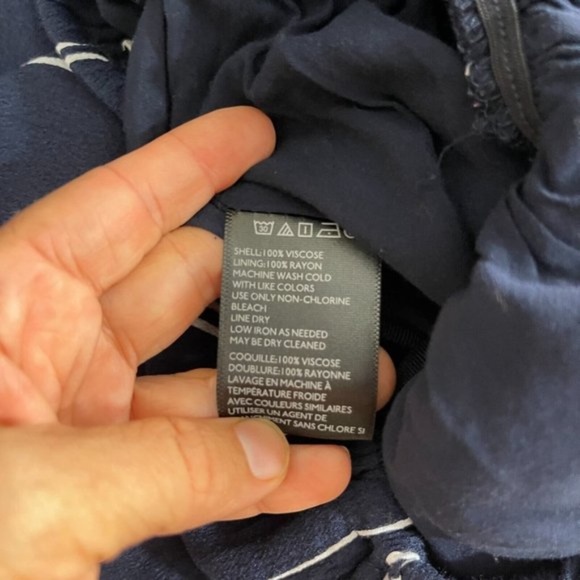 30
SHELL:100% VISCOSE
LINING:100% RAYON
MACHINE WASH COLD
WITH LIKE COLORS
USE ONLY NON-CHLORINE
BLEACH
LINE DRY
LOW IRON AS NEEDED
MAY BE DRY CLEANED
COQUILLE:100% VISCOSE
DOUBLURE:100% RAYONNE
LAVAGE EN MACHINE À
TEMPÉRATURE FROIDE
AVEC COULEURS SIMILAIRES
UTILISER UN AGENT DE
SANS CHLORE SI